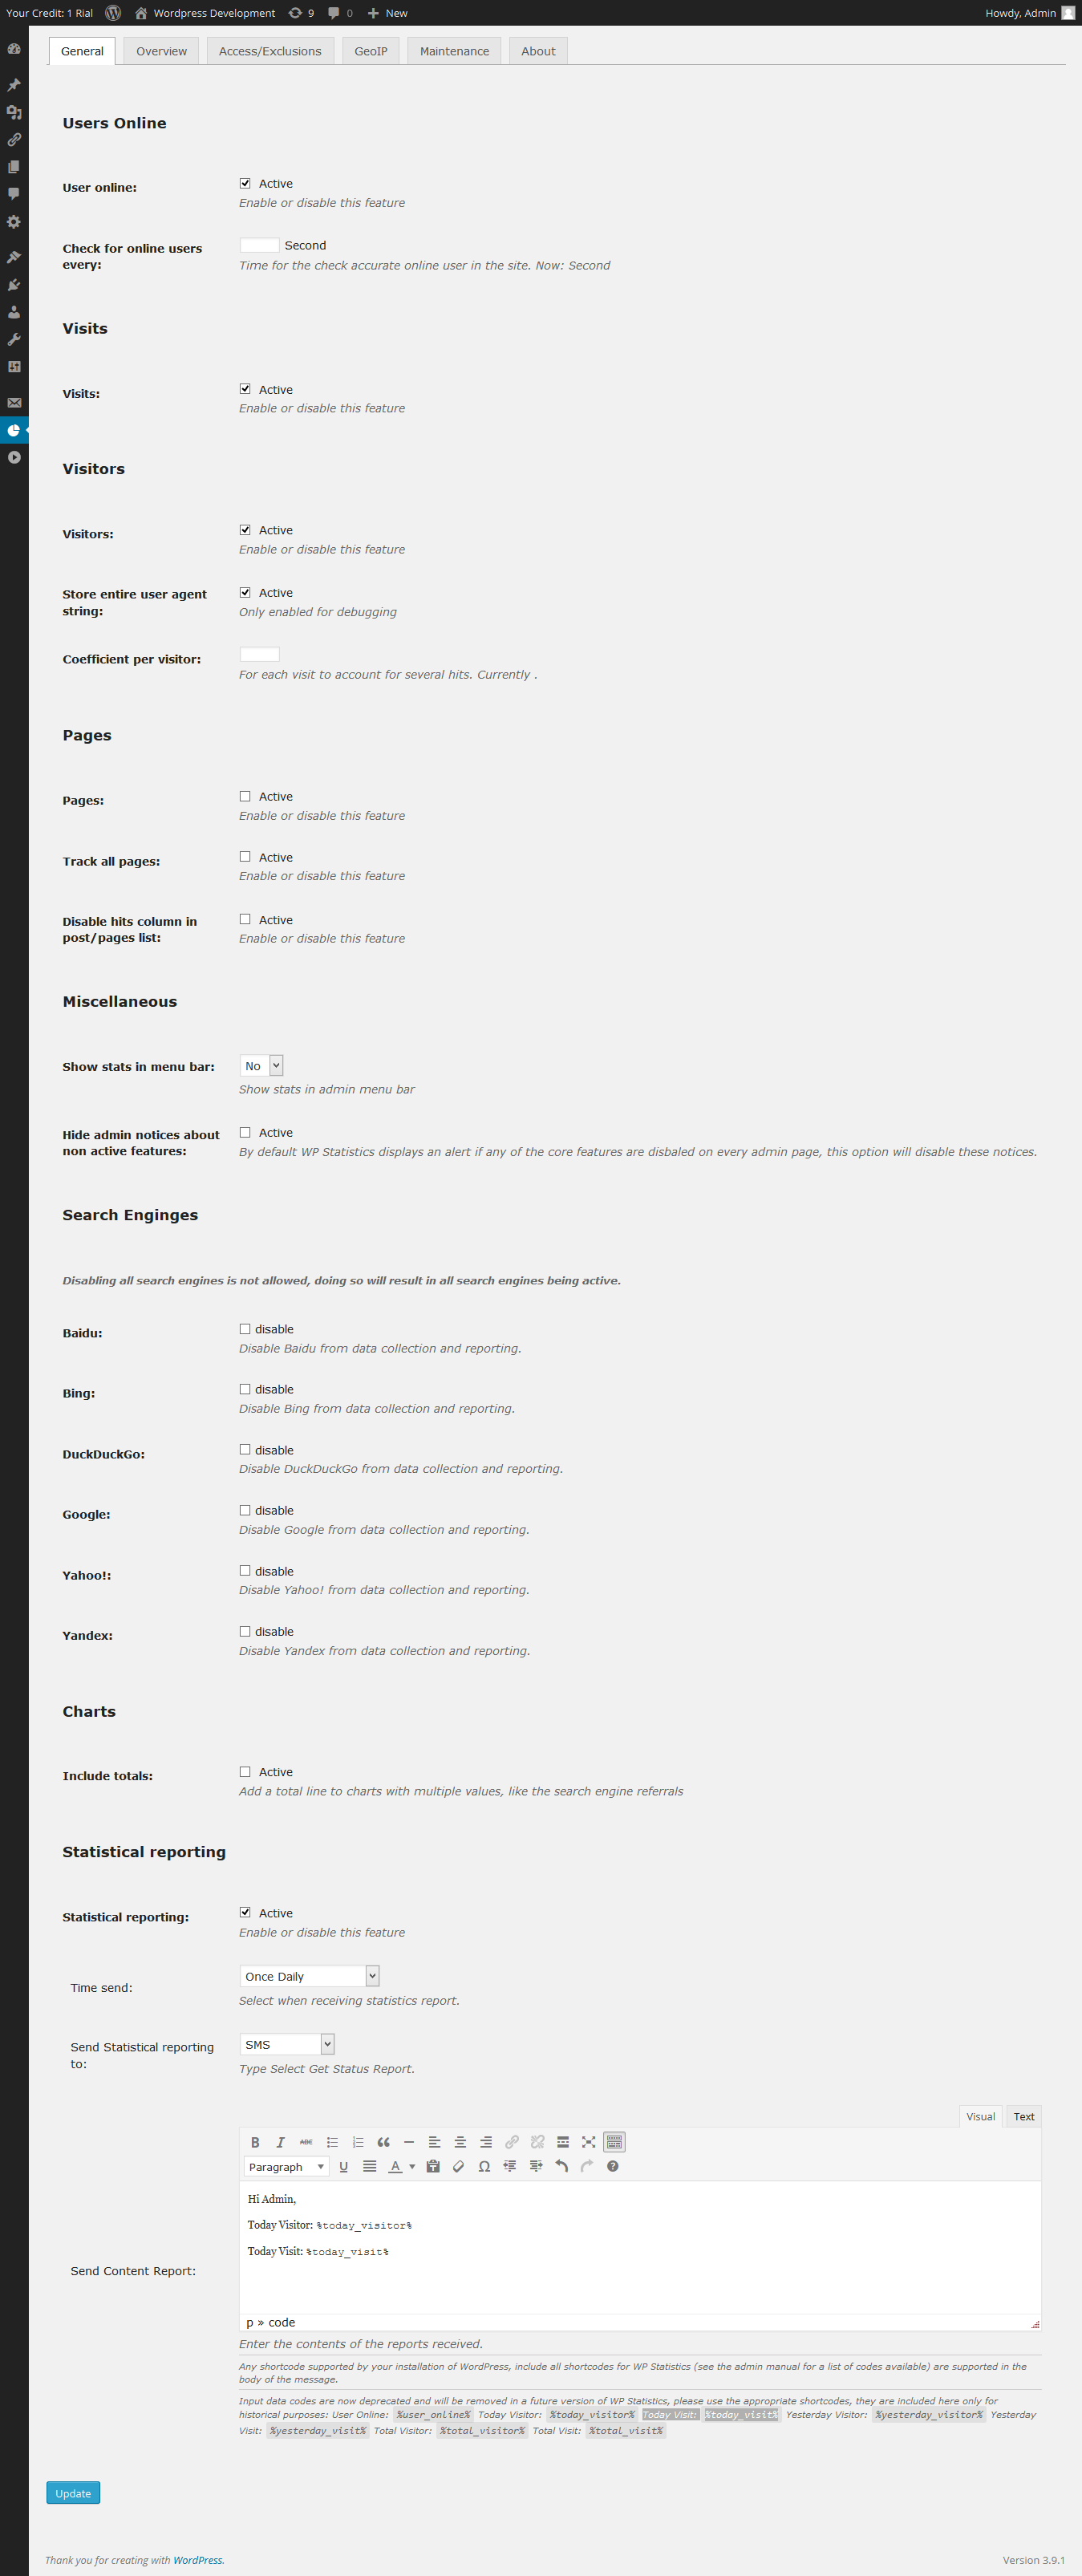 Your Credit: 1 Rial Wordpress Development 9 0 New Howdy, Admin
General Overview Access/Exclusions GeoIP Maintenance About
Users Online
User online: Active
Enable or disable this feature
Check for online users every: Second
Time for the check accurate online user in the site. Now: Second
Visits
Visits: Active
Enable or disable this feature
Visitors
Visitors: Active
Enable or disable this feature
Store entire user agent string: Active
Only enabled for debugging
Coefficient per visitor:
For each visit to account for several hits. Currently .
Pages
Pages: Active
Enable or disable this feature
Track all pages: Active
Enable or disable this feature
Disable hits column in post/pages list: Active
Enable or disable this feature
Miscellaneous
Show stats in menu bar: No
Show stats in admin menu bar
Hide admin notices about non active features: Active
By default WP Statistics displays an alert if any of the core features are disbaled on every admin page, this option will disable these notices.
Search Enginges
Disabling all search engines is not allowed, doing so will result in all search engines being active.
Baidu: disable
Disable Baidu from data collection and reporting.
Bing: disable
Disable Bing from data collection and reporting.
DuckDuckGo: disable
Disable DuckDuckGo from data collection and reporting.
Google: disable
Disable Google from data collection and reporting.
Yahoo!: disable
Disable Yahoo! from data collection and reporting.
Yandex: disable
Disable Yandex from data collection and reporting.
Charts
Include totals: Active
Add a total line to charts with multiple values, like the search engine referrals
Statistical reporting
Statistical reporting: Active
Enable or disable this feature
Time send: Once Daily
Select when receiving statistics report.
Send Statistical reporting to: SMS
Type Select Get Status Report.
Visual Text
B I ABC
Paragraph U A Ω
Hi Admin,
Today Visitor: %today_visitor%
Today Visit: %today_visit%
Send Content Report:
p » code
Enter the contents of the reports received.
Any shortcode supported by your installation of WordPress, include all shortcodes for WP Statistics (see the admin manual for a list of codes available) are supported in the
body of the message.
Input data codes are now deprecated and will be removed in a future version of WP Statistics, please use the appropriate shortcodes, they are included here only for
historical purposes: User Online: %user_online% Today Visitor: %today_visitor% Today Visit: %today_visit% Yesterday Visitor: %yesterday_visitor% Yesterday
Visit: %yesterday_visit% Total Visitor: %total_visitor% Total Visit: %total_visit%
Update
Thank you for creating with WordPress. Version 3.9.1